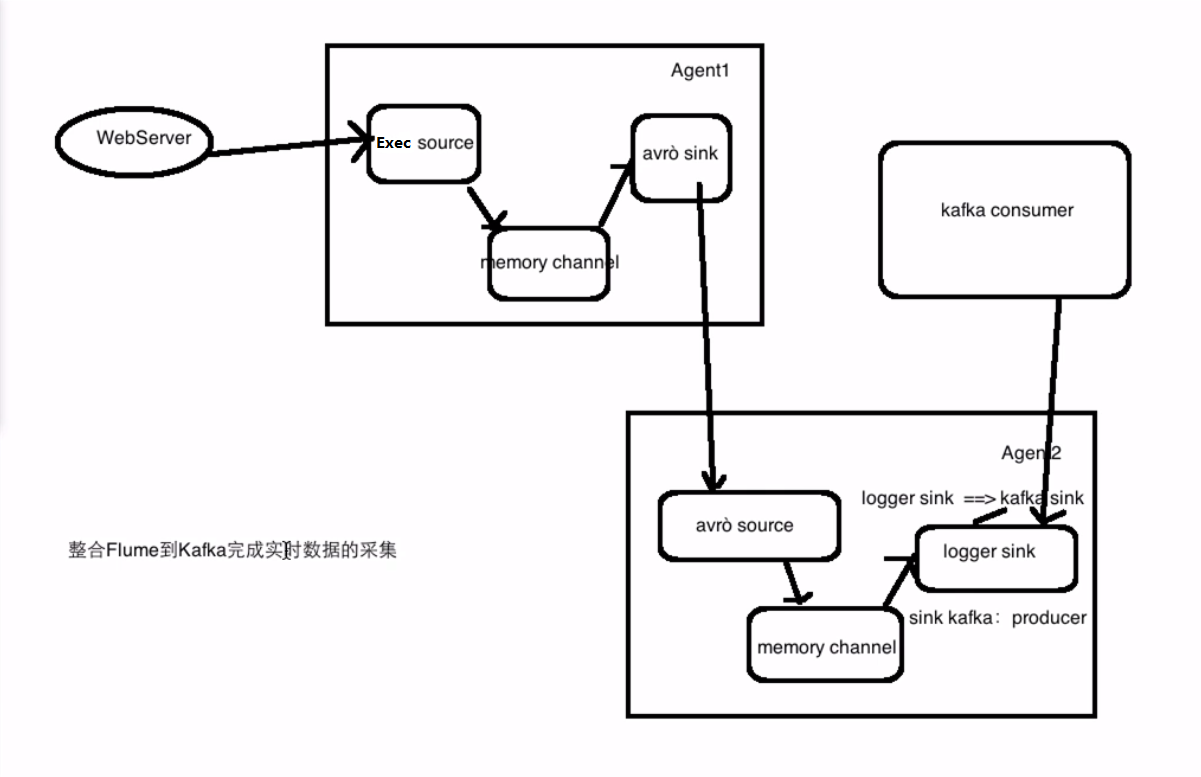 Agent1
WebServer
Exec source
avrò sink
memory channel
kafka consumer
Agent2
logger sink ==> kafka sink
avrò source
logger sink
整合Flume到Kafka完成实时数据的采集
sink kafka：producer
memory channel